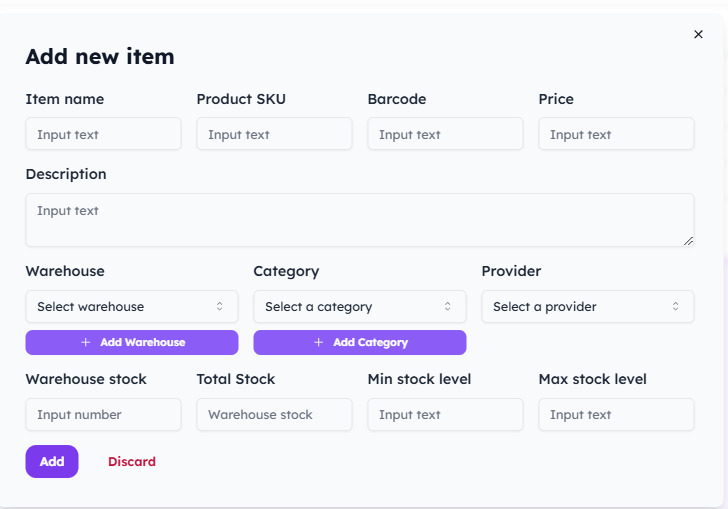 Add new item
Item name Product SKU Barcode Price
Input text Input text Input text Input text
Description
Input text
Warehouse Category Provider
Select warehouse Select a category Select a provider
+ Add Warehouse + Add Category
Warehouse stock Total Stock Min stock level Max stock level
Input number Warehouse stock Input text Input text
Add Discard